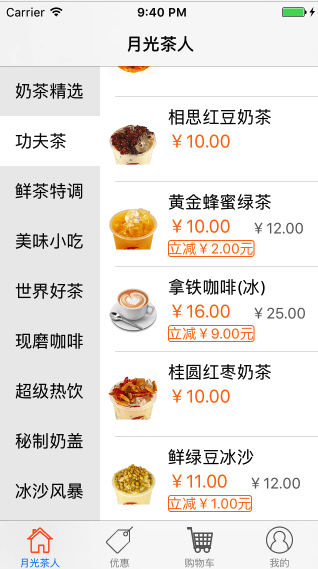 Carrier 9:40 PM
月光茶人
奶茶精选
功夫茶
鲜茶特调
美味小吃
世界好茶
现磨咖啡
超级热饮
秘制奶盖
冰沙风暴
相思红豆奶茶
￥10.00
黄金蜂蜜绿茶
￥10.00 ￥12.00
立减￥2.00元
拿铁咖啡(冰)
￥16.00 ￥25.00
立减￥9.00元
桂圆红枣奶茶
￥10.00
鲜绿豆冰沙
￥11.00 ￥12.00
立减￥1.00元
月光茶人 优惠 购物车 我的